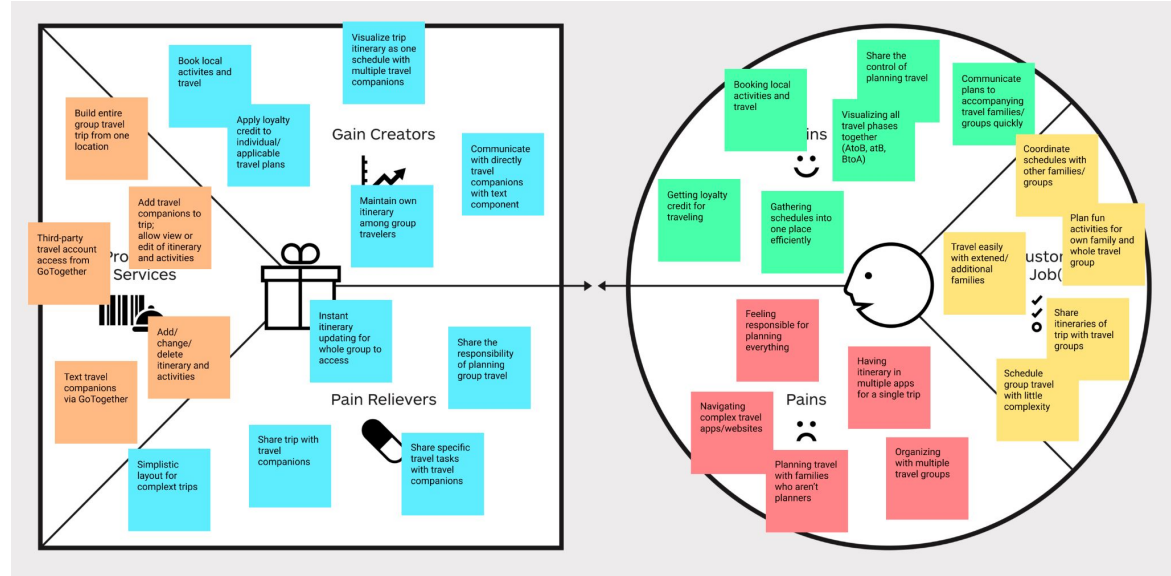 Visualize trip
itinerary as one
schedule with
multiple travel
companions
Book local
activites and
travel
Build entire
group travel
trip from one
location
Apply loyalty
credit to
individual/
applicable
travel plans
Gain Creators
Communicate
with directly
travel
companions
with text
component
Maintain own
itinerary
among group
travelers
Add travel
companions to
trip;
allow view or
edit of itinerary
and activities
Third-party
travel account
access from
GoTogether
Pro
Services
Instant
itinerary
updating for
whole group to
access
Add/
change/
delete
itinerary and
activities
Share the
responsibility
of planning
group travel
Text travel
companions
via GoTogether
Pain Relievers
Share trip with
travel
companions
Share specific
travel tasks
with travel
companions
Simplistic
layout for
complext trips
Share the
control of
planning travel
Booking local
activities and
travel
Communicate
plans to
accompanying
travel families/
groups quickly
Visualizing all
travel phases
together
(AtoB, atB,
BtoA)
ins
Coordinate
schedules with
other families/
groups
Getting loyalty
credit for
traveling
Gathering
schedules into
one place
efficiently
Plan fun
activities for
own family and
whole travel
group
Travel easily
with extened/
additional
families
ustom
Job(
Share
itineraries of
trip with travel
groups
Feeling
responsible for
planning
everything
Having
itinerary in
multiple apps
for a single trip
Schedule
group travel
with little
complexity
Navigating
complex travel
apps/websites
Pains
Organizing
with multiple
travel groups
Planning travel
with families
who aren't
planners